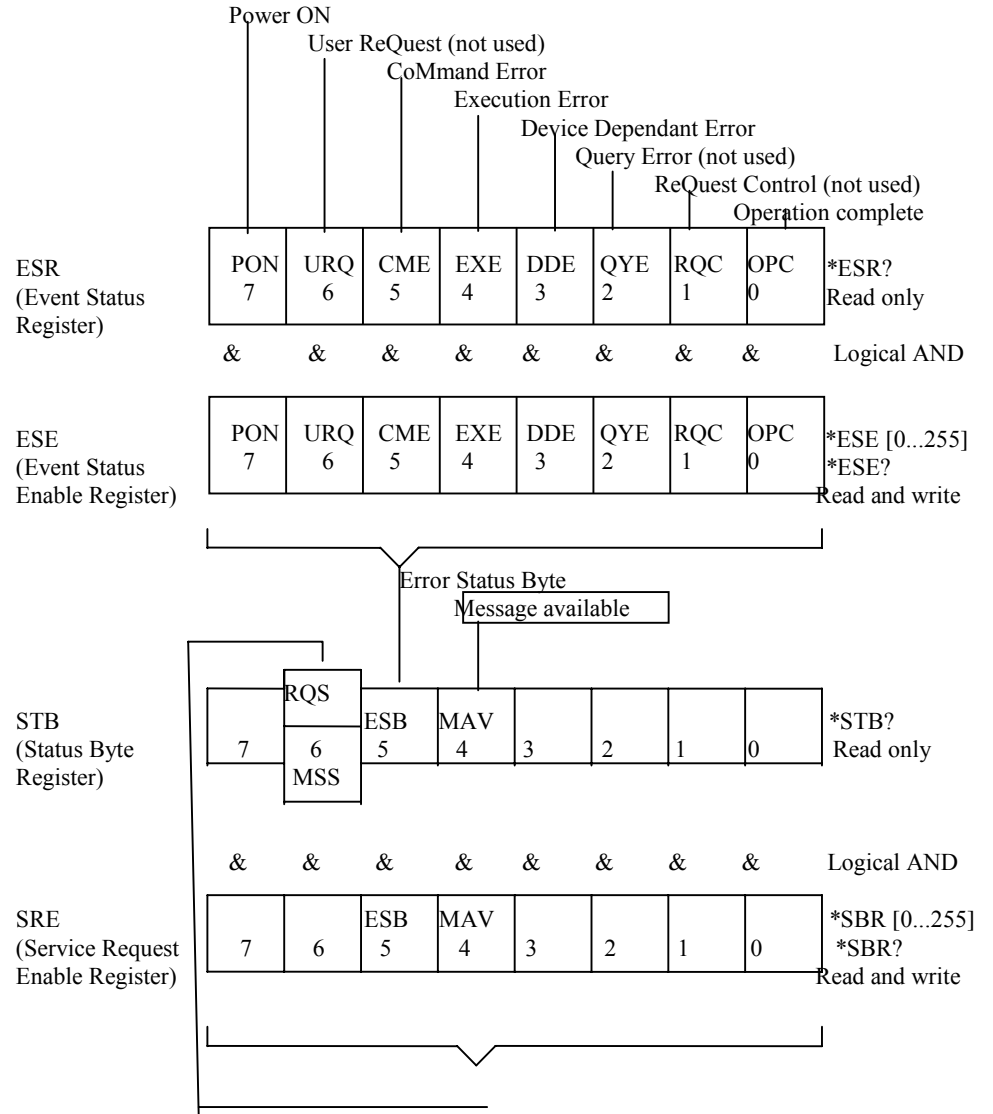 Power ON
User ReQuest (not used)
CoMmand Error
Execution Error
Device Dependant Error
Query Error (not used)
ReQuest Control (not used)
Operation complete
ESR
(Event Status
Register)
PON URQ CME EXE DDE QYE RQC OPC
7 6 5 4 3 2 1 0
*ESR?
Read only
& & & & & & & & Logical AND
ESE
(Event Status
Enable Register)
PON URQ CME EXE DDE QYE RQC OPC
7 6 5 4 3 2 1 0
*ESE [0...255]
*ESE?
Read and write
Error Status Byte
Message available
STB
(Status Byte
Register)
RQS
ESB MAV
7 6 5 4 3 2 1 0
MSS
*STB?
Read only
& & & & & & & & Logical AND
SRE
(Service Request
Enable Register)
ESB MAV
7 6 5 4 3 2 1 0
*SBR [0...255]
*SBR?
Read and write